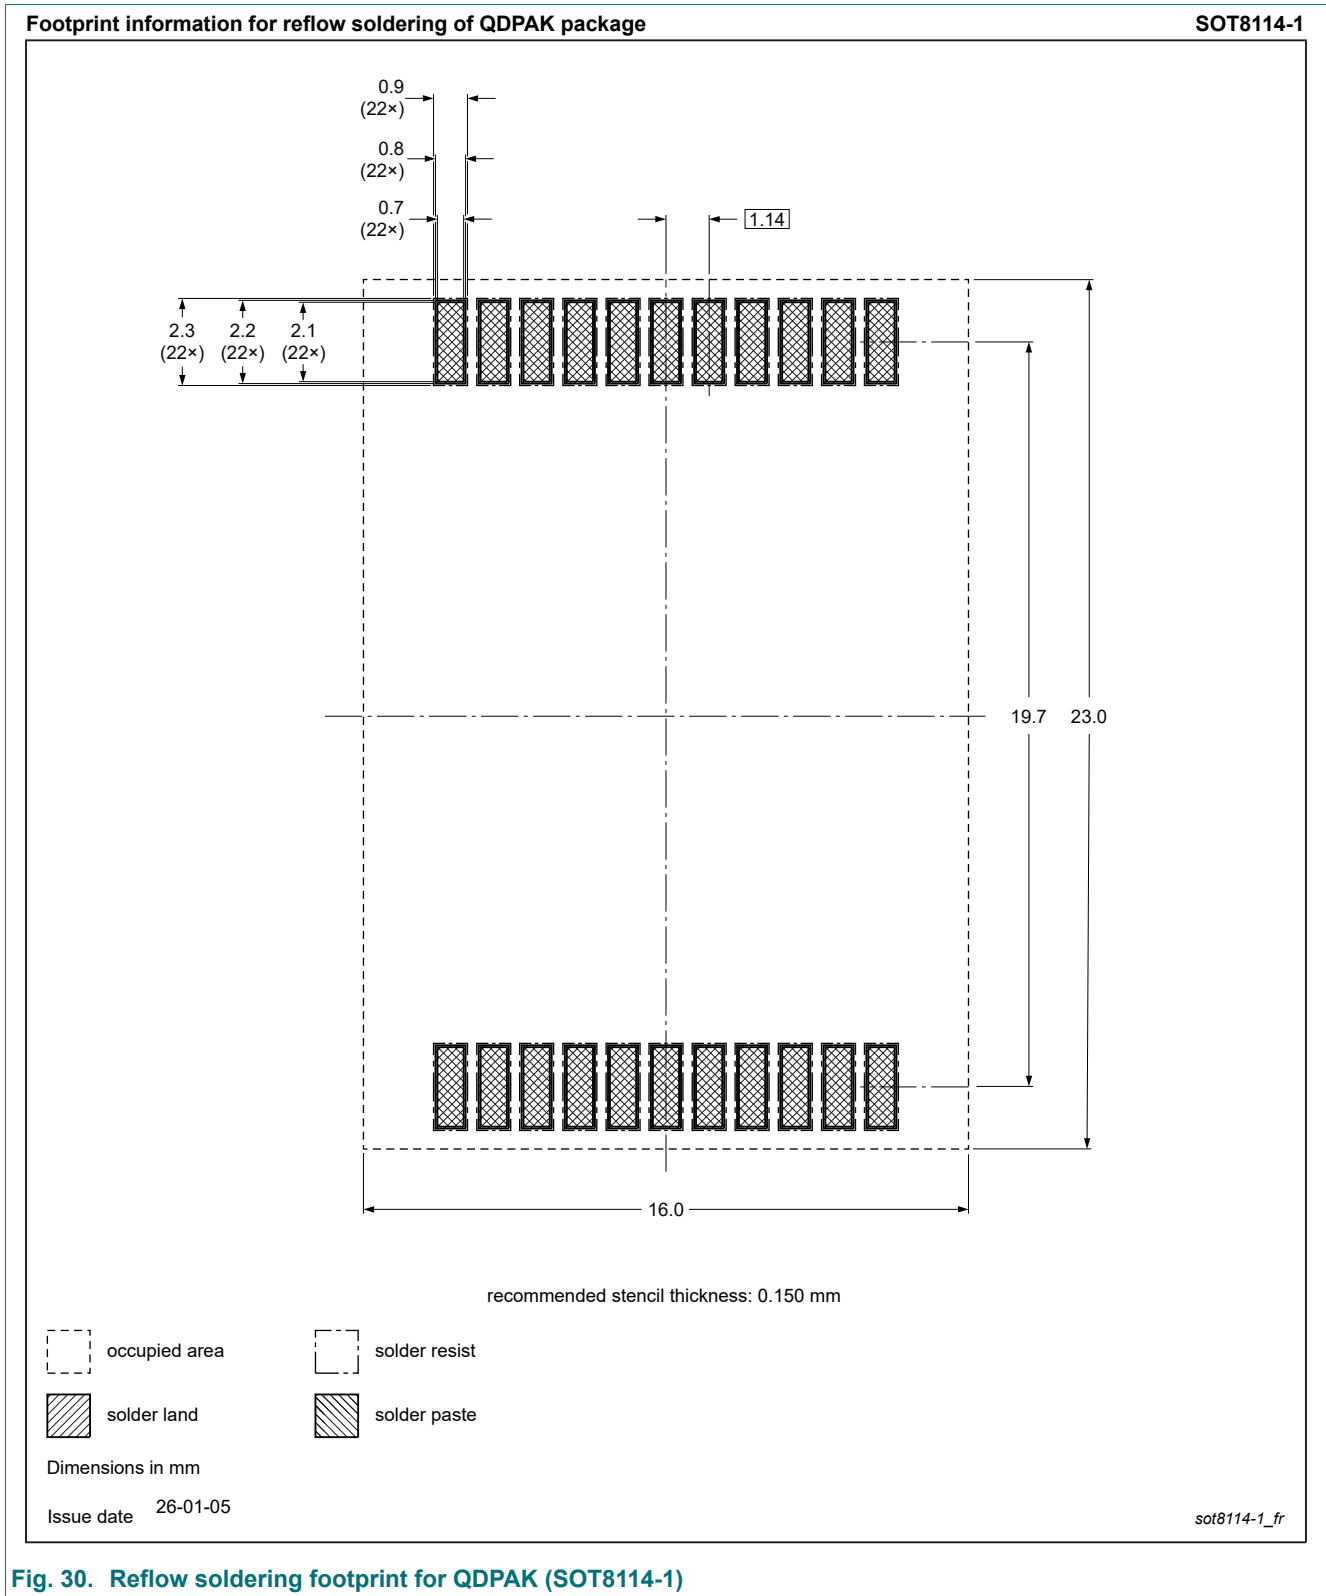 Footprint information for reflow soldering of QDPAK package SOT8114-1
0.9
(22×)
0.8
(22×)
0.7
(22×)
1.14
2.3
(22×)
2.2
(22×)
2.1
(22×)
19.7
23.0
16.0
recommended stencil thickness: 0.150 mm
occupied area
solder resist
solder land
solder paste
Dimensions in mm
Issue date 26-01-05
sot8114-1_fr
Fig. 30. Reflow soldering footprint for QDPAK (SOT8114-1)